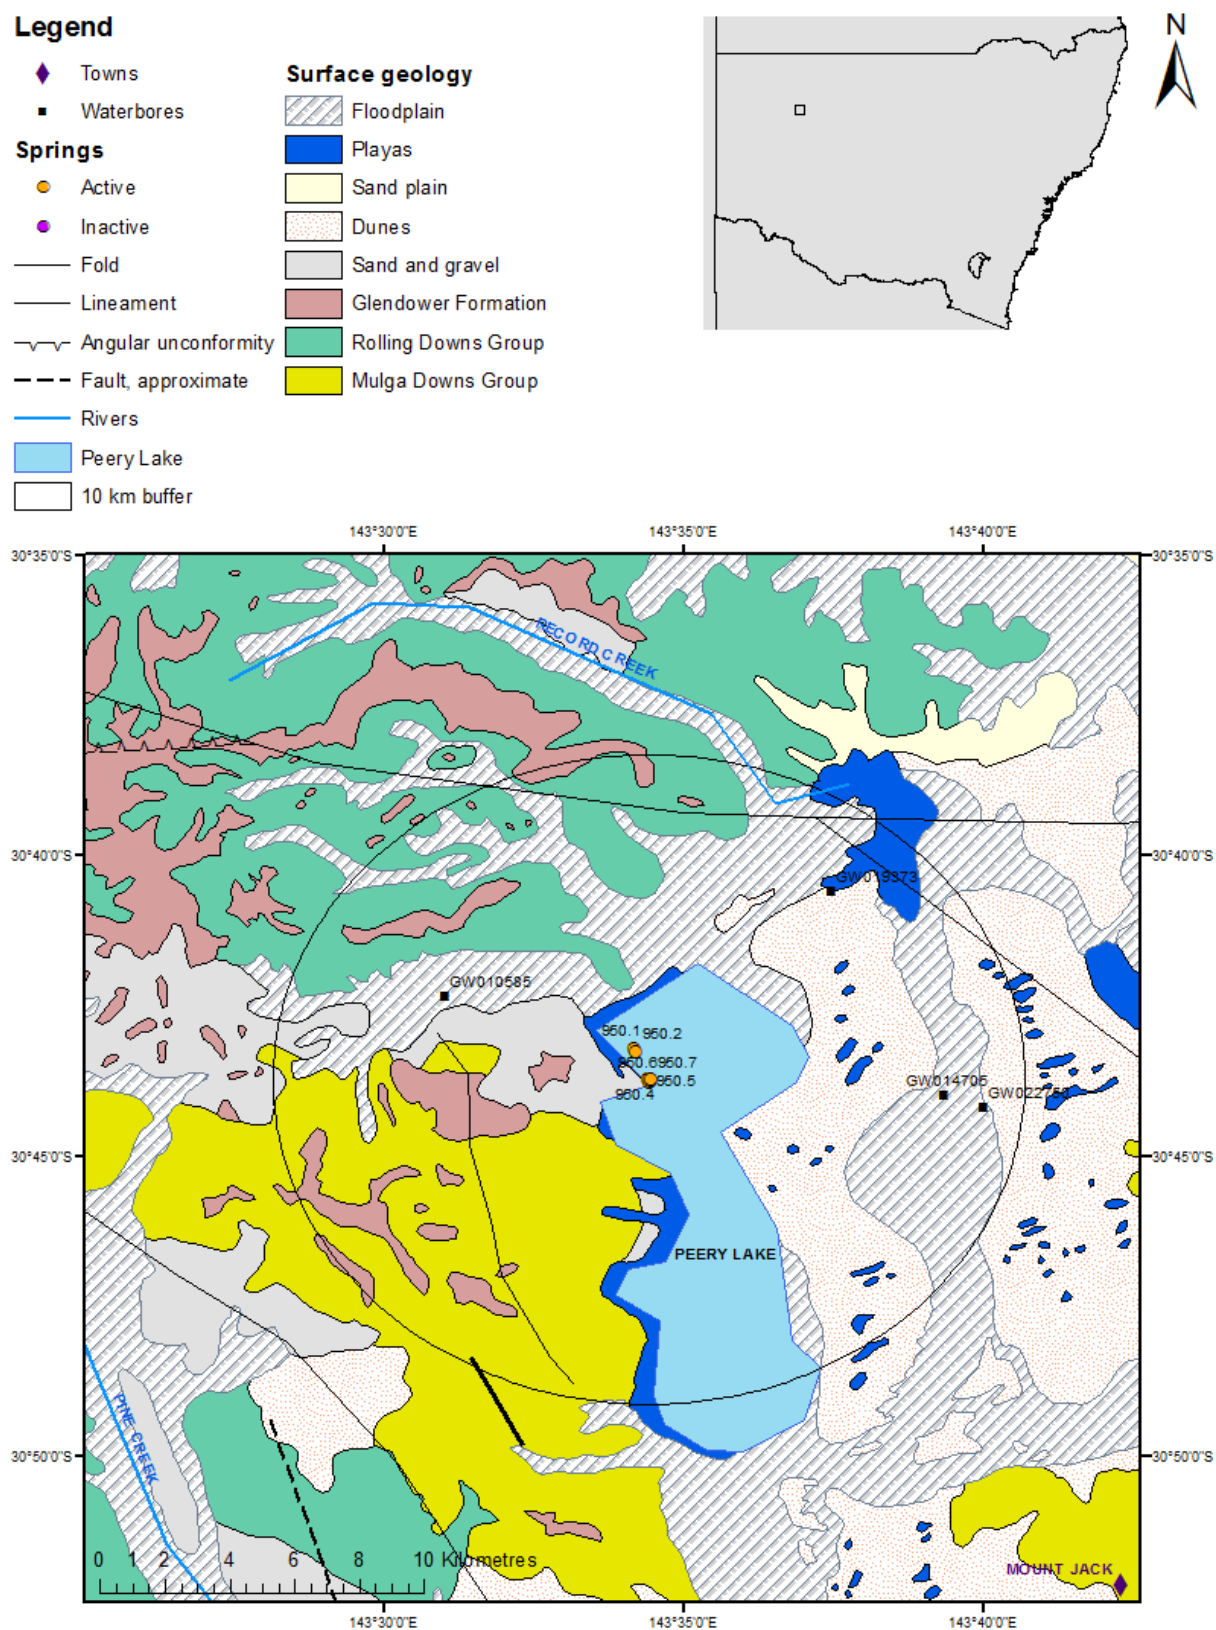 Legend
N
Towns
Surface geology
Waterbores
Floodplain
Springs
Playas
Active
Sand plain
Inactive
Dunes
Fold
Sand and gravel
Lineament
Glendower Formation
Angular unconformity
Rolling Downs Group
Fault, approximate
Mulga Downs Group
Rivers
Peery Lake
10 km buffer
143°30'0"E
143°35'0"E
143°40'0"E
30°35'0"S
30°35'0"S
RECORD CREEK
30°40'0"S
30°40'0"S
GW019373
GW010585
950.1
950.2
950.6
950.7
950.5
950.4
GW014705
30°45'0"S
30°45'0"S
PEERY LAKE
PINE CREEK
30°50'0"S
30°50'0"S
0 1 2 4 6 8 10 Kilometres
MOUNT JACK
143°30'0"E
143°35'0"E
143°40'0"E